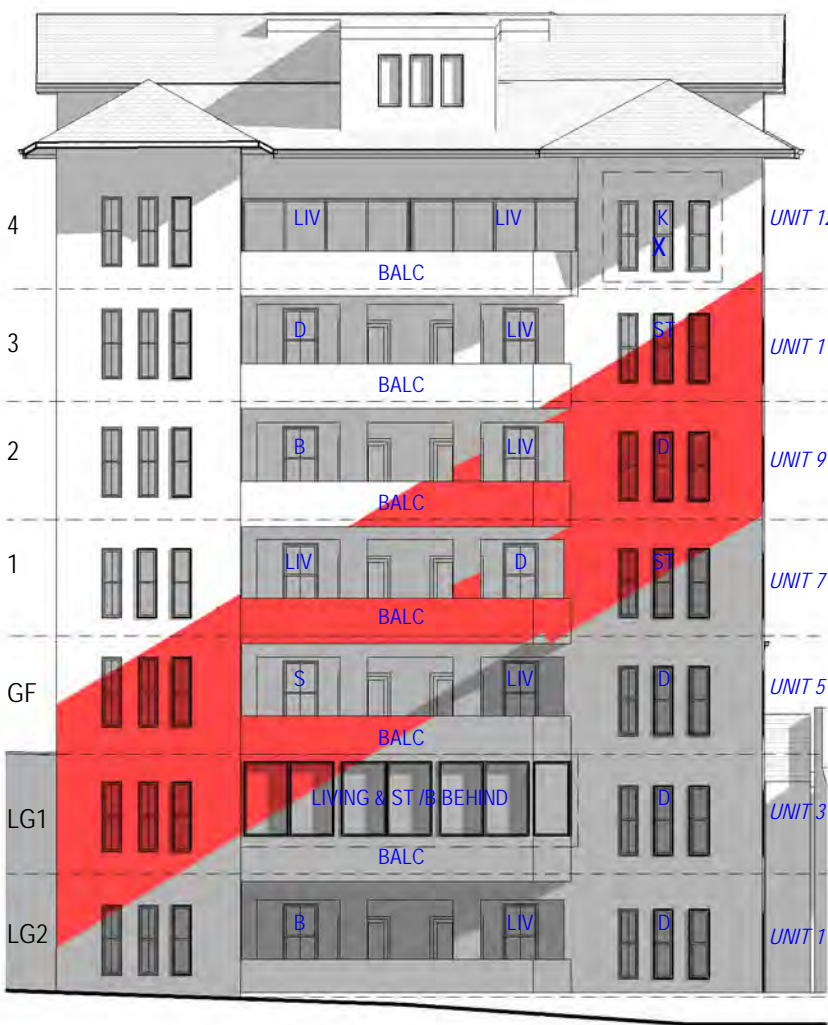 4 LIV LIV K UNIT 12
X
BALC
3 D LIV ST UNIT 1
BALC
2 B LIV D UNIT 9
BALC
1 LIV D ST UNIT 7
BALC
GF S LIV D UNIT 5
BALC
LG1 LIVING & ST /B BEHIND D UNIT 3
BALC
LG2 B LIV D UNIT 1